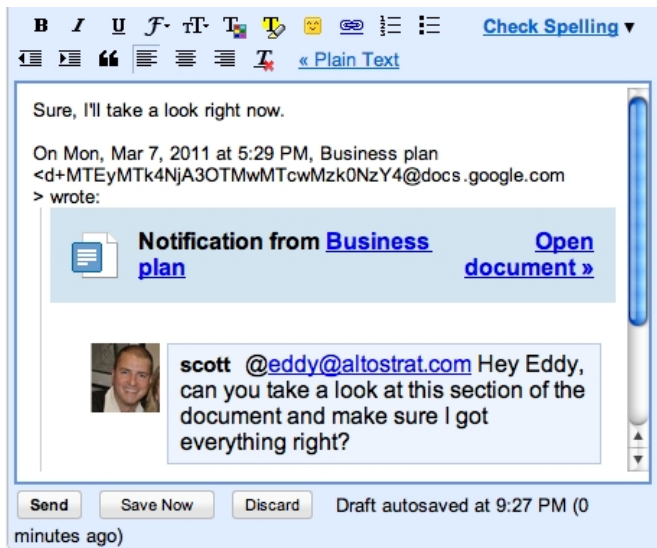 B I U F tT T T Check Spelling ▼
« Plain Text
Sure, I'll take a look right now.
On Mon, Mar 7, 2011 at 5:29 PM, Business plan
<d+MTEyMTk4NjA3OTMwMTcwMzk0NzY4@docs.google.com
> wrote:
Notification from Business Open
plan document »
scott @eddy@altostrat.com Hey Eddy,
can you take a look at this section of the
document and make sure I got
everything right?
Send Save Now Discard Draft autosaved at 9:27 PM (0
minutes ago)